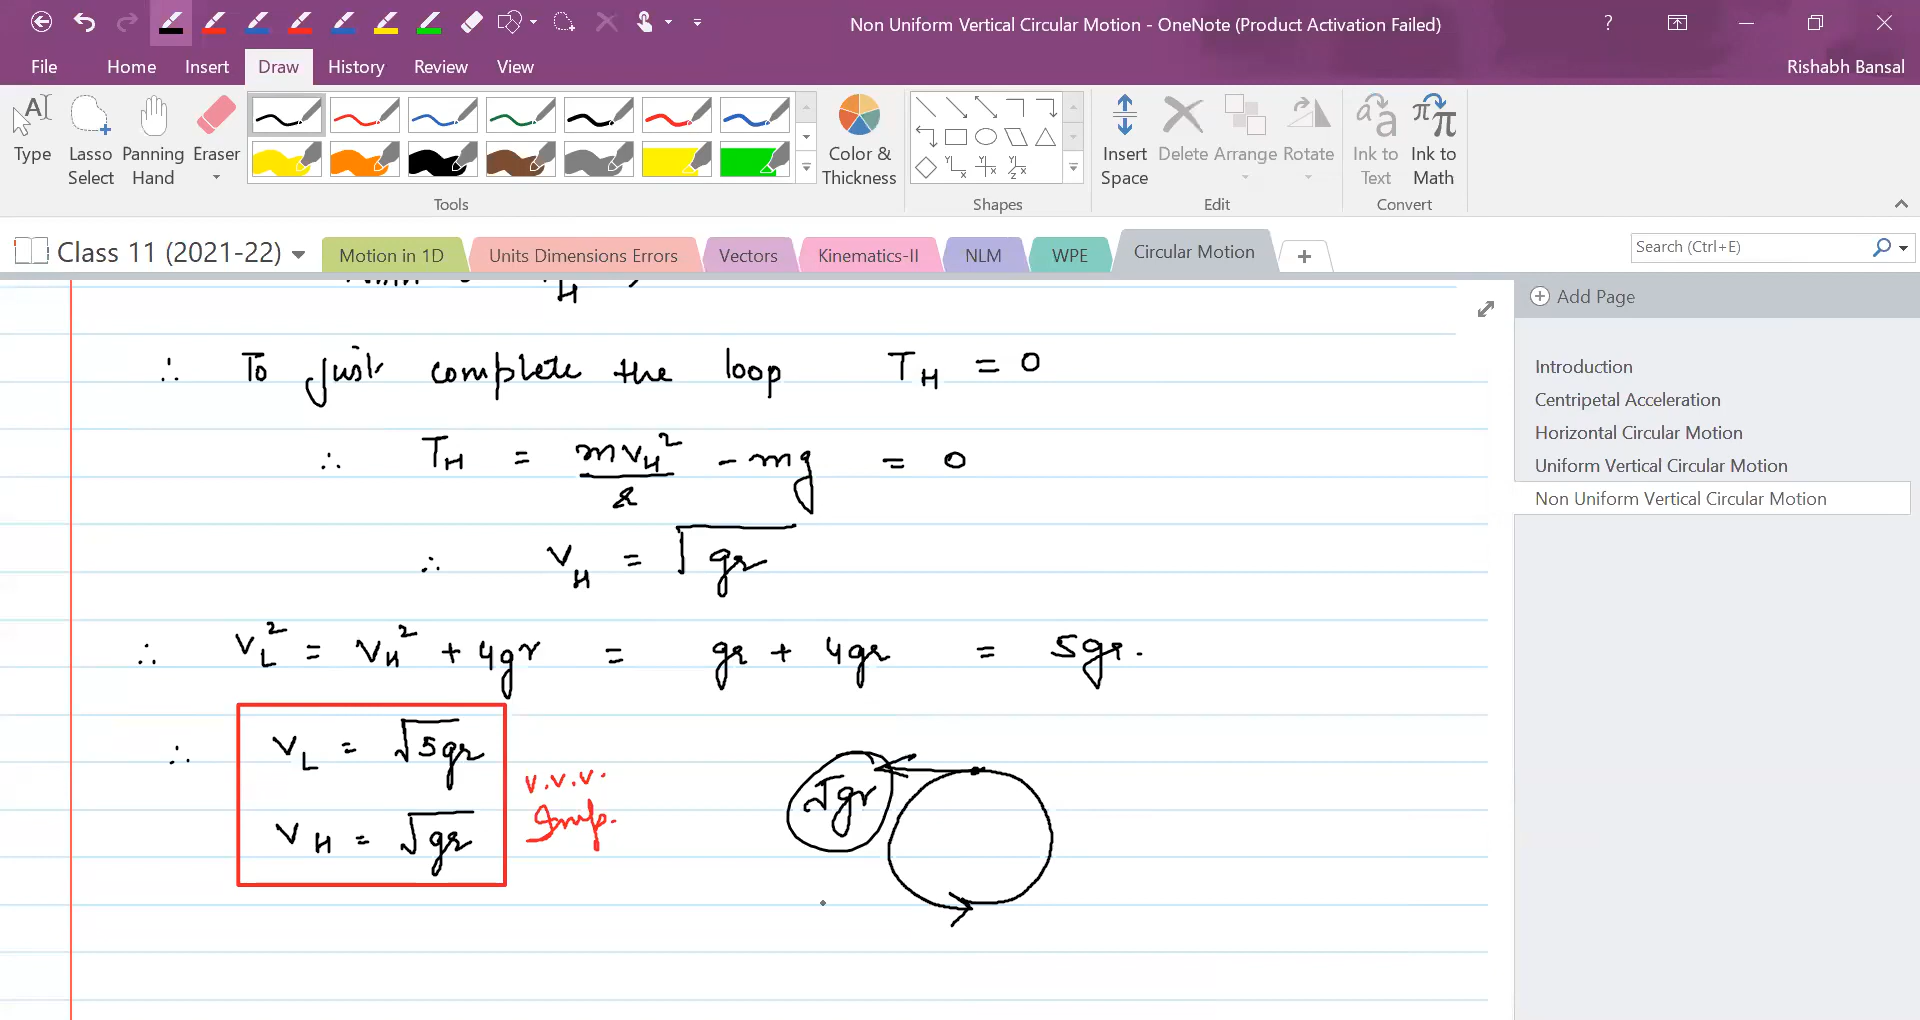 Non Uniform Vertical Circular Motion - OneNote (Product Activation Failed)
?
File Home Insert Draw History Review View
Rishabh Bansal
Type Lasso Select Panning Hand Eraser
Color & Thickness
Insert Space Delete Arrange Rotate
Ink to Text Ink to Math
Tools Shapes Edit Convert
Class 11 (2021-22) Motion in 1D Units Dimensions Errors Vectors Kinematics-II NLM WPE Circular Motion +
Search (Ctrl+E)
Add Page
Introduction
Centripetal Acceleration
Horizontal Circular Motion
Uniform Vertical Circular Motion
Non Uniform Vertical Circular Motion
H
∴ To just complete the loop T_H = 0
∴ T_H = mv_H²/r - mg = 0
∴ v_H = √gr
∴ v_L² = v_H² + 4gr = gr + 4gr = 5gr.
∴ v_L = √5gr
v_H = √gr
v.v.v.
Imp.
√gr